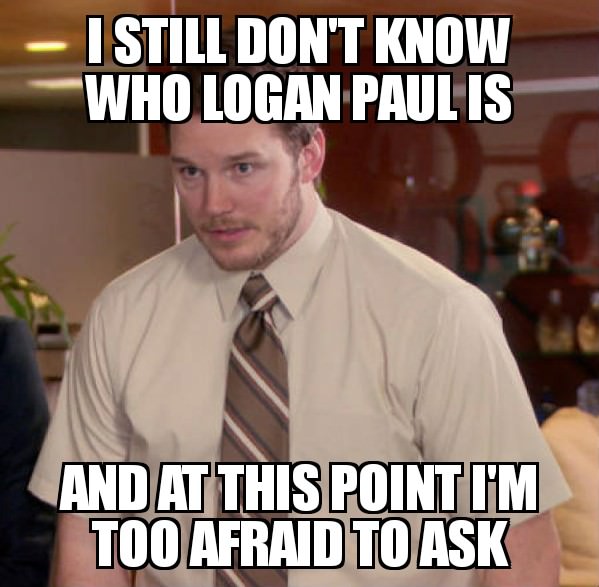 I STILL DON'T KNOW
WHO LOGAN PAUL IS
AND AT THIS POINT I'M
TOO AFRAID TO ASK